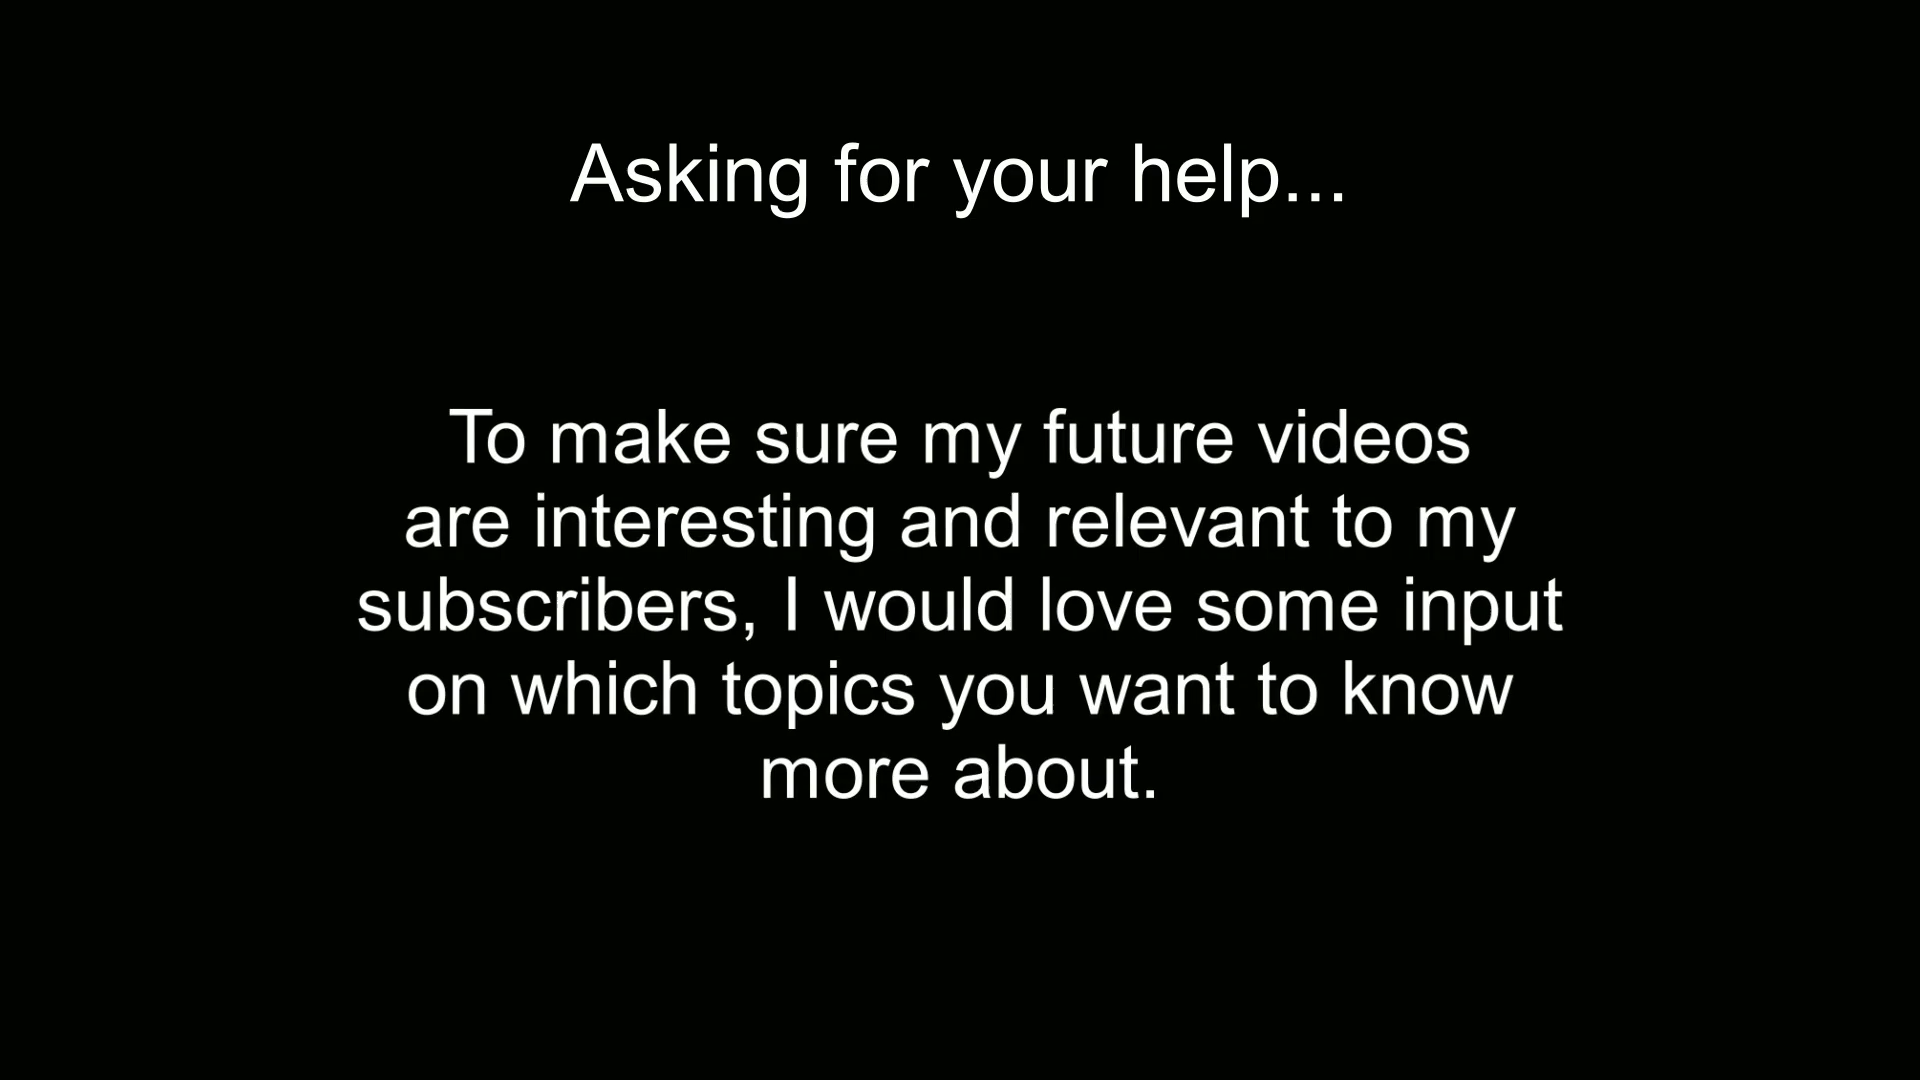 Asking for your help...
To make sure my future videos
are interesting and relevant to my
subscribers, I would love some input
on which topics you want to know
more about.